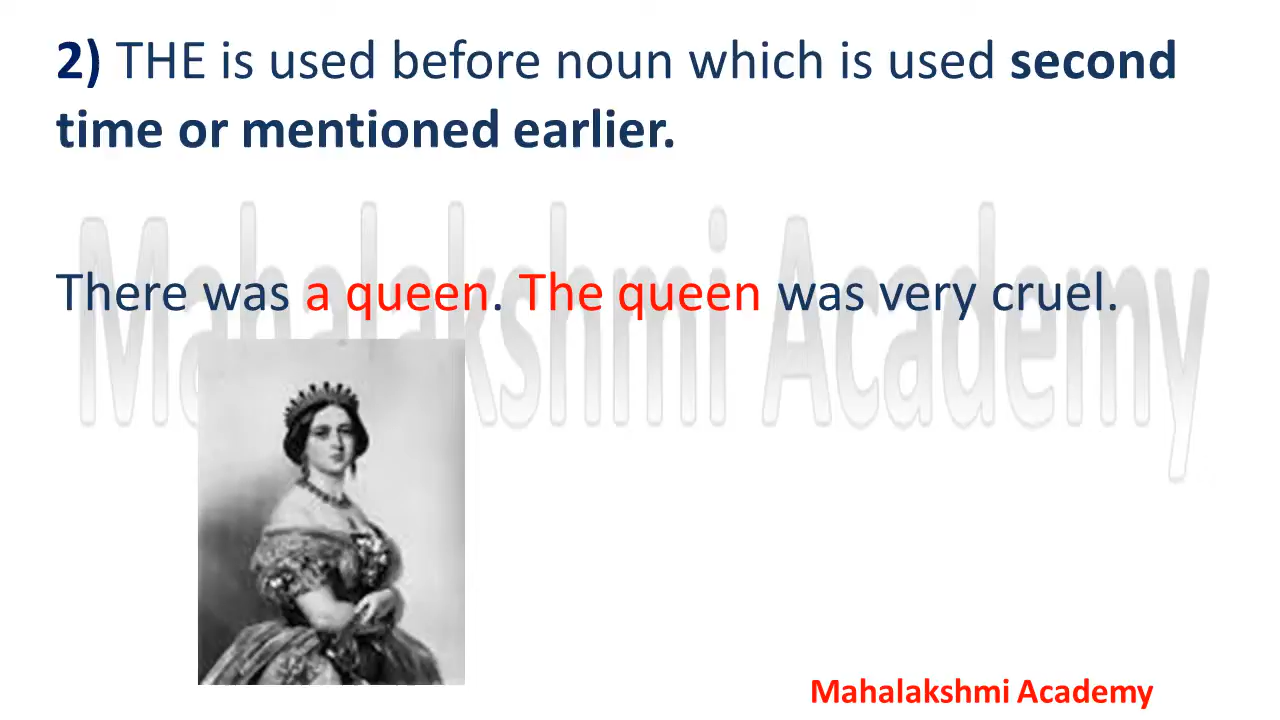 2) THE is used before noun which is used second
time or mentioned earlier.
Mahalakshmi Academy
There was a queen. The queen was very cruel.
Mahalakshmi Academy